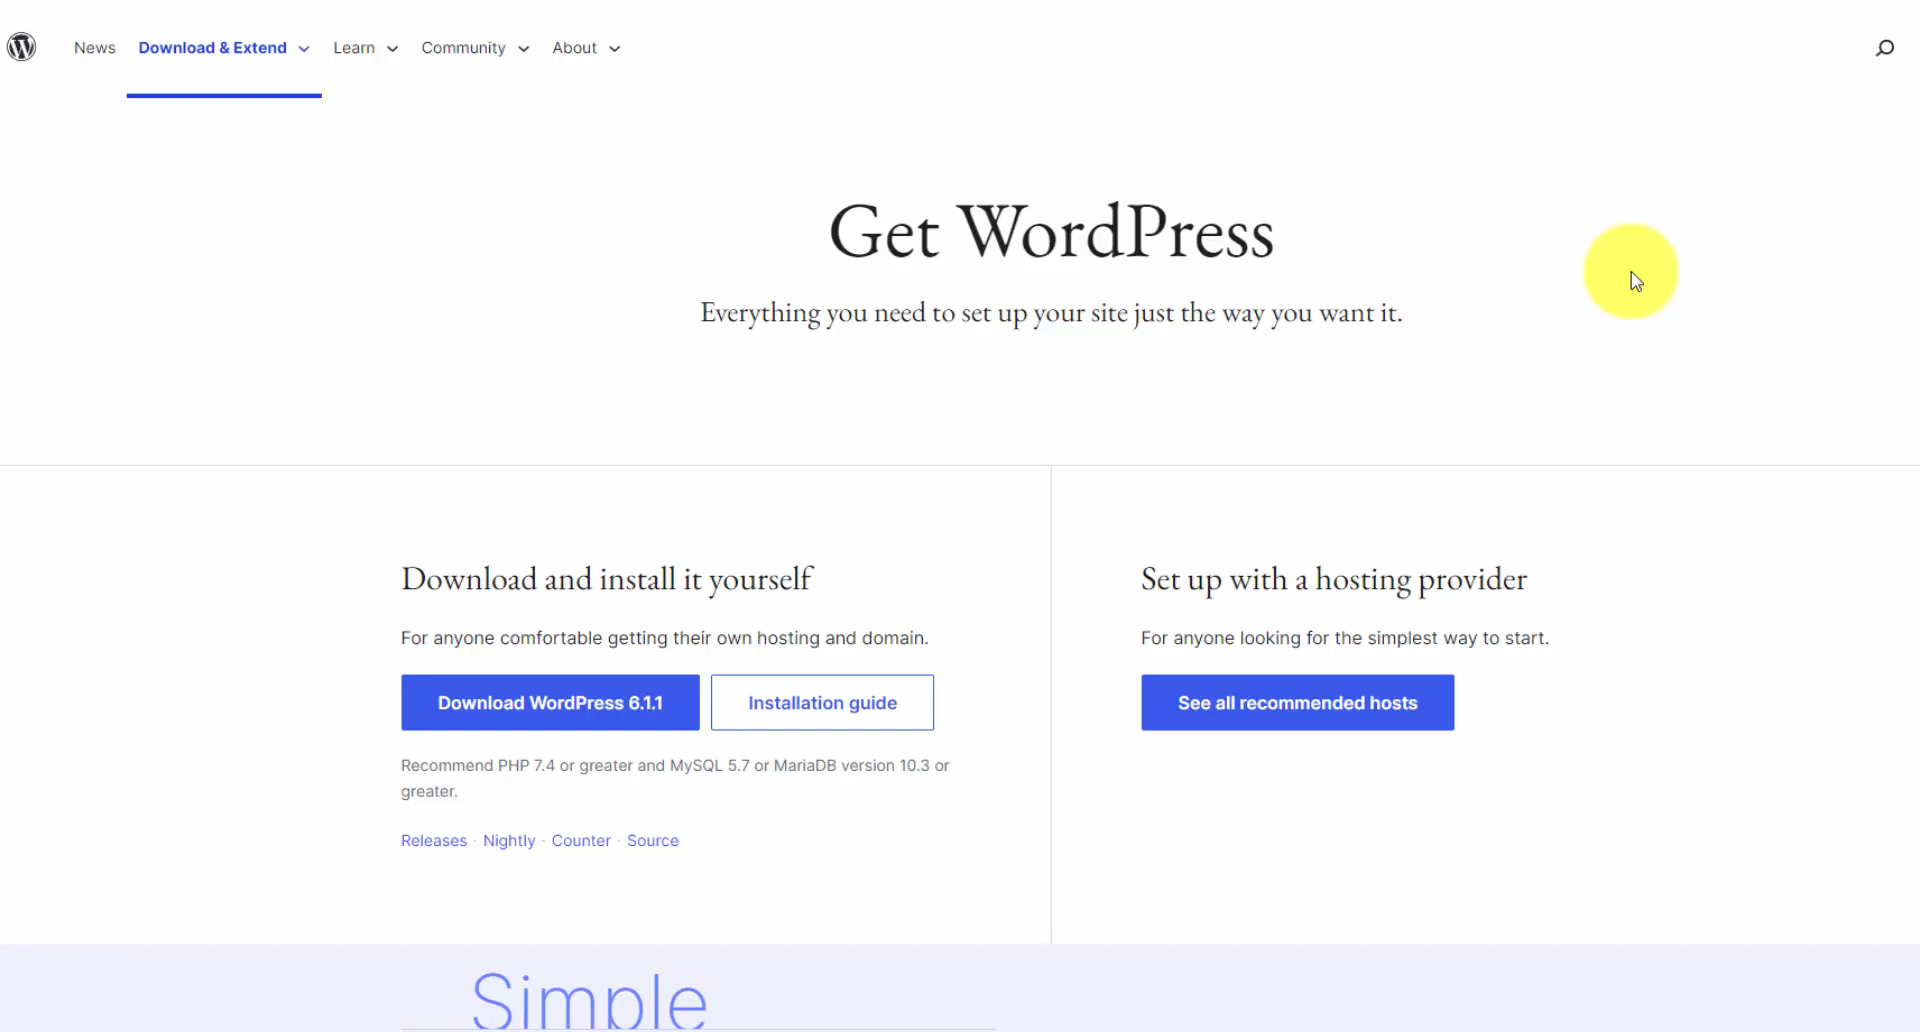 News Download & Extend Learn Community About
Get WordPress
Everything you need to set up your site just the way you want it.
Download and install it yourself
For anyone comfortable getting their own hosting and domain.
Download WordPress 6.1.1 Installation guide
Recommend PHP 7.4 or greater and MySQL 5.7 or MariaDB version 10.3 or
greater.
Releases · Nightly · Counter · Source
Set up with a hosting provider
For anyone looking for the simplest way to start.
See all recommended hosts
Simple